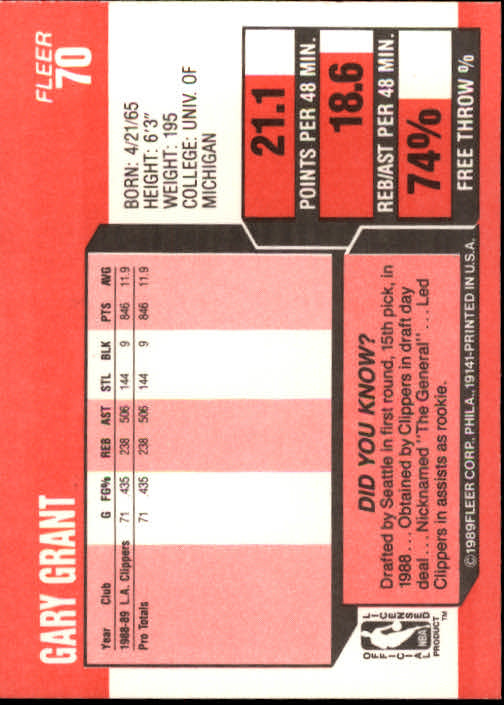 GARY GRANT
FLEER
70
Year Club G FG% REB AST STL BLK PTS AVG
1988-89 L.A. Clippers 71 .435 238 506 144 9 846 11.9
Pro Totals 71 .435 238 506 144 9 846 11.9
BORN: 4/21/65
HEIGHT: 6'3"
WEIGHT: 195
COLLEGE: UNIV. OF
MICHIGAN
21.1
POINTS PER 48 MIN.
18.6
REB/AST PER 48 MIN.
74%
FREE THROW %
DID YOU KNOW?
Drafted by Seattle in first round, 15th pick, in
1988 ... Obtained by Clippers in draft day
deal ... Nicknamed "The General" ... Led
Clippers in assists as rookie.
OFFICIAL LICENSED
NBA
PRODUCT™
©1989 FLEER CORP., PHILA., 19141-PRINTED IN U.S.A.